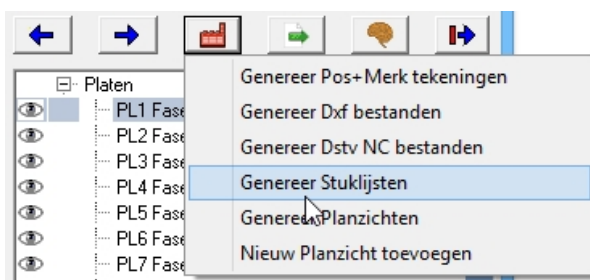 Platen
PL1 Fase
PL2 Fase
PL3 Fase
PL4 Fase
PL5 Fase
PL6 Fase
PL7 Fase
Genereer Pos+Merk tekeningen
Genereer Dxf bestanden
Genereer Dstv NC bestanden
Genereer Stuklijsten
Genereer Planzichten
Nieuw Planzicht toevoegen